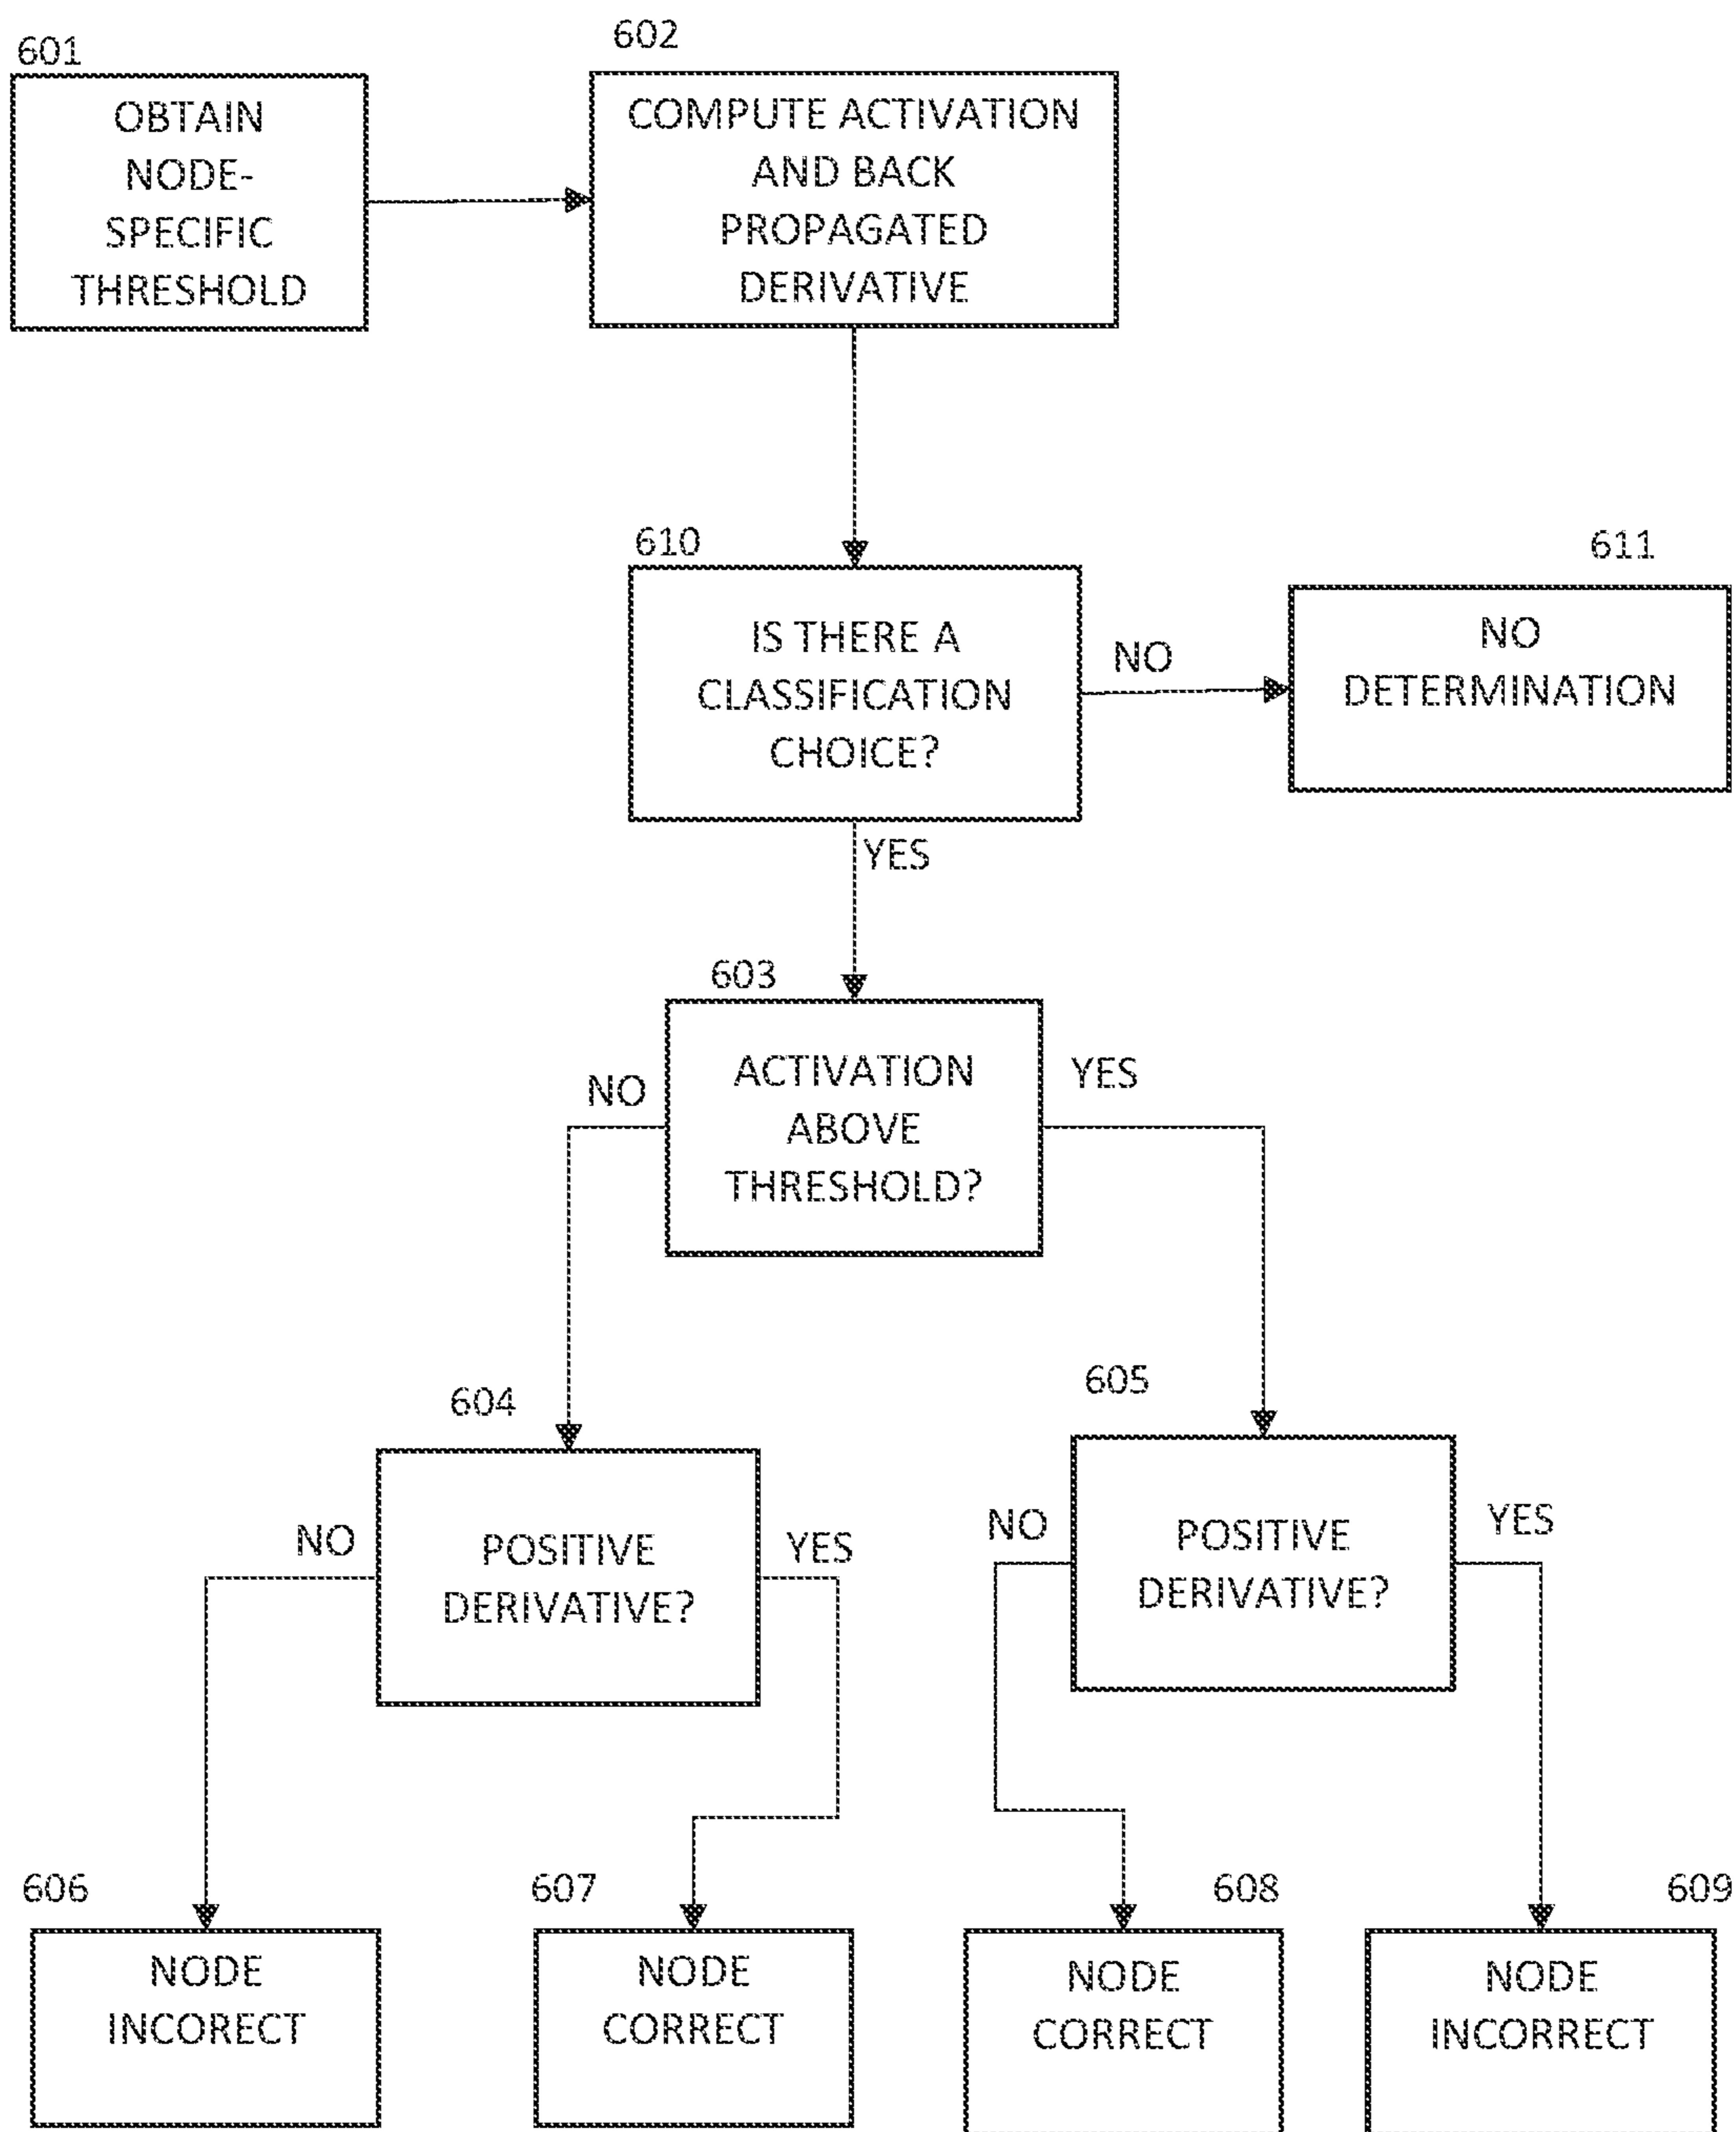 601
OBTAIN
NODE-
SPECIFIC
THRESHOLD
602
COMPUTE ACTIVATION
AND BACK
PROPAGATED
DERIVATIVE
610
IS THERE A
CLASSIFICATION
CHOICE?
NO
611
NO
DETERMINATION
YES
603
ACTIVATION
ABOVE
THRESHOLD?
NO
YES
604
POSITIVE
DERIVATIVE?
NO
YES
605
POSITIVE
DERIVATIVE?
NO
YES
606
NODE
INCORECT
607
NODE
CORRECT
608
NODE
CORRECT
609
NODE
INCORRECT